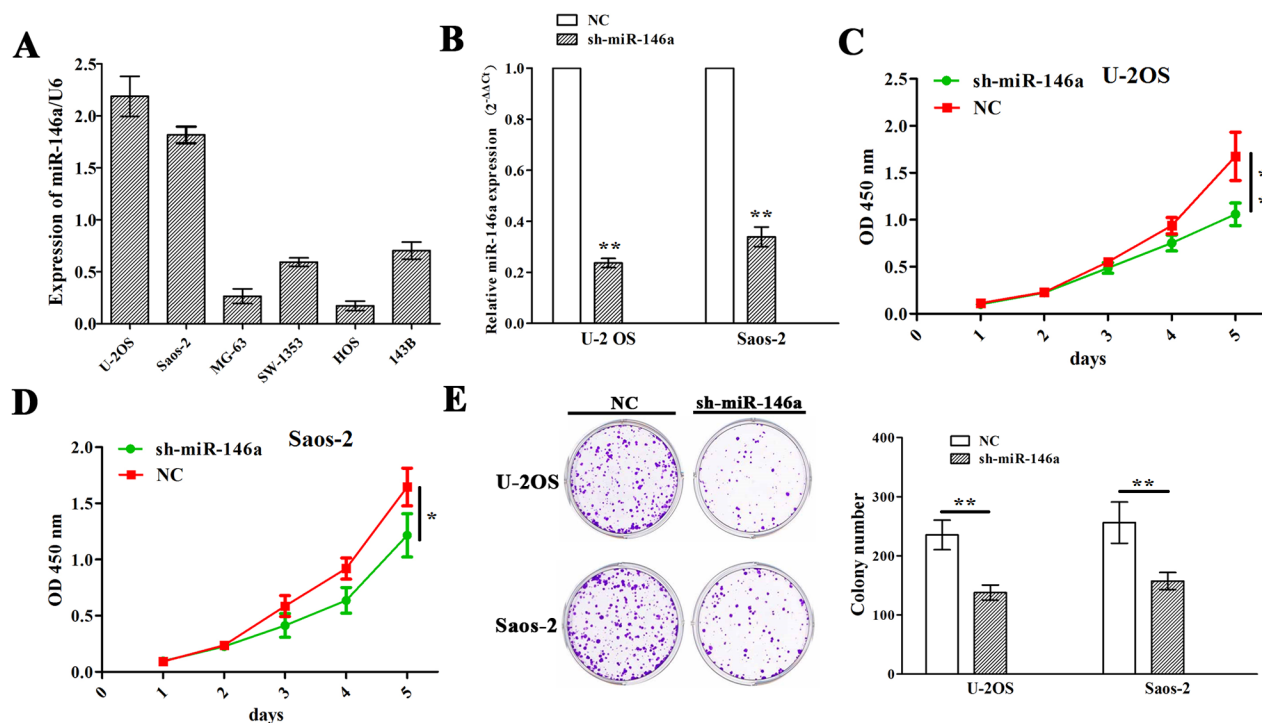 A
Expression of miR-146a/U6
2.5
2.0
1.5
1.0
0.5
0.0
U-2OS
Saos-2
MG-63
SW-1353
HOS
143B
B
NC
sh-miR-146a
Relative miR-146a expression (2-ΔΔCt)
1.0
0.8
0.6
0.4
0.2
0.0
**
**
U-2 OS
Saos-2
C
U-2OS
sh-miR-146a
NC
OD 450 nm
2.5
2.0
1.5
1.0
0.5
0.0
**
0
1
2
3
4
5
days
D
Saos-2
sh-miR-146a
NC
OD 450 nm
2.0
1.5
1.0
0.5
0.0
*
0
1
2
3
4
5
days
E
NC
sh-miR-146a
U-2OS
Saos-2
NC
sh-miR-146a
Colony number
400
300
200
100
0
**
**
U-2OS
Saos-2